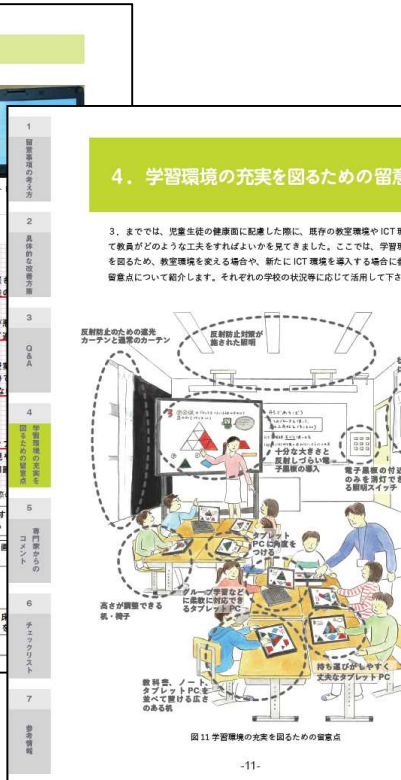 1
留意事項の考え方
2
具体的な改善方策
3
Q&A
4
学習環境の充実を
図るための留意点
5
専門家からの
コメント
6
チェックリスト
7
参考情報
4．学習環境の充実を図るための留意
3．まででは、児童生徒の健康面に配慮した際に、既存の教室環境や ICT 環
て教員がどのような工夫をすればよいかを見てきました。ここでは、学習環
を図るため、教室環境を変える場合や、新たに ICT 環境を導入する場合に参
留意点について紹介します。それぞれの学校の状況等に応じて活用して下さ
反射防止のための遮光
カーテンと通常のカーテン
反射防止対策が
施された照明
十分な大きさと
反射しづらい電
子黒板の導入
電子黒板の付近
のみを消灯でき
る照明スイッチ
タブレット
PCに角度を
つける
グループ学習など
に柔軟に対応でき
るタブレットPC
高さが調整できる
机・椅子
教科書、ノート、
タブレットPCを
並べて置ける広さ
のある机
持ち運びがしやすく
丈夫なタブレットPC
図 11 学習環境の充実を図るための留意点
-11-